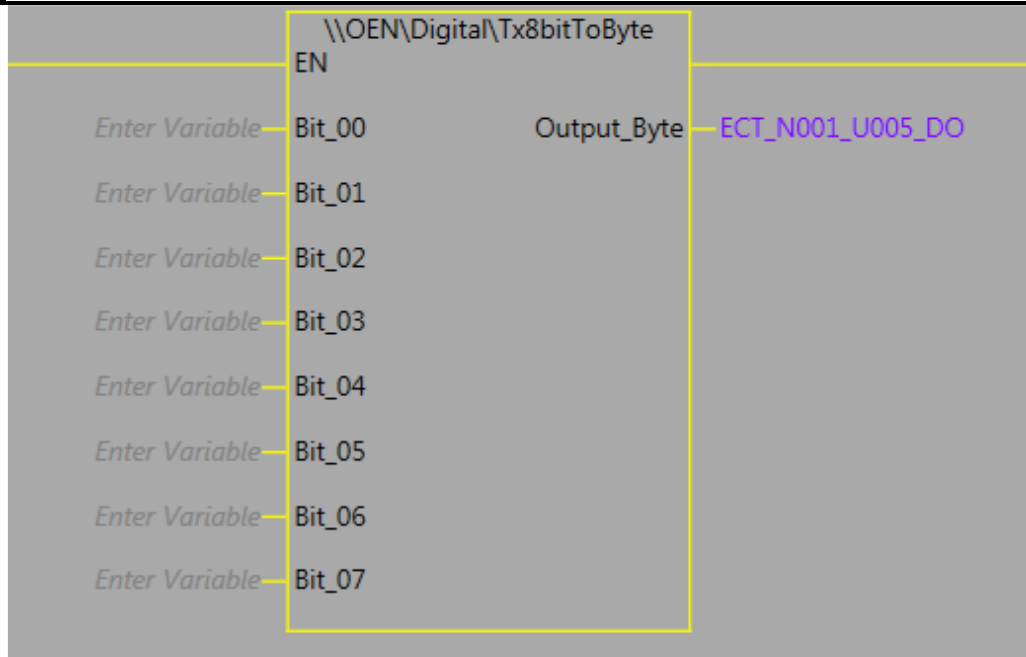 \\OEN\Digital\Tx8bitToByte
EN
Enter Variable Bit_00 Output_Byte ECT_N001_U005_DO
Enter Variable Bit_01
Enter Variable Bit_02
Enter Variable Bit_03
Enter Variable Bit_04
Enter Variable Bit_05
Enter Variable Bit_06
Enter Variable Bit_07